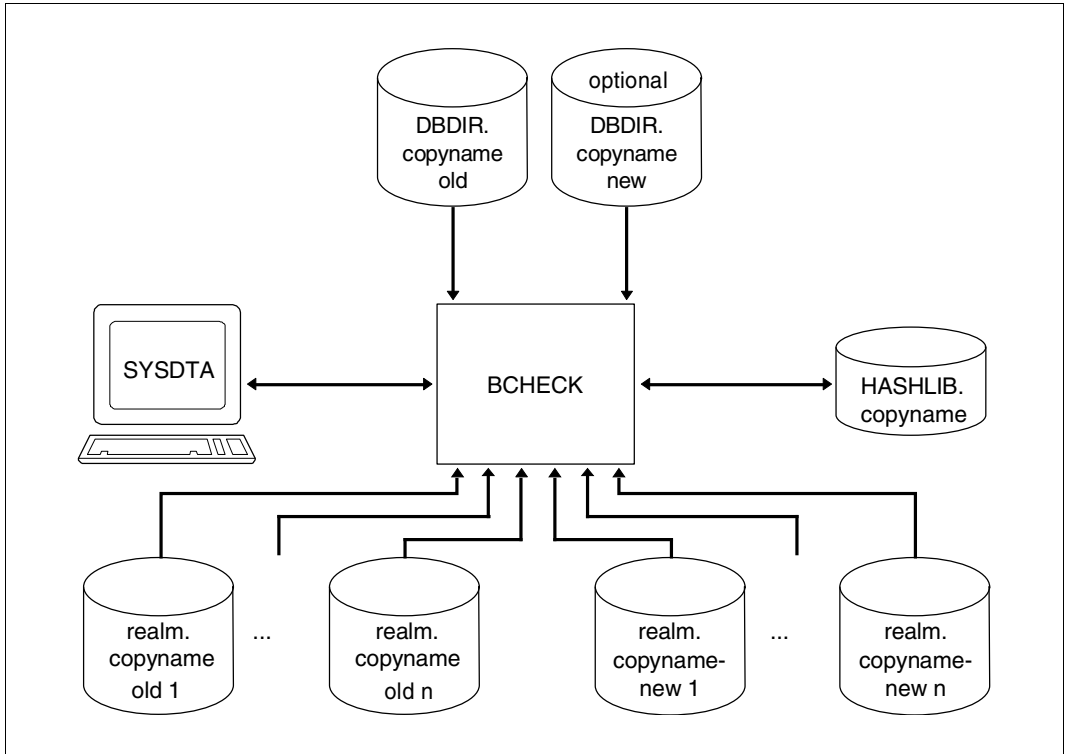 optional
DBDIR.
copyname
old
DBDIR.
copyname
new
SYSDTA
BCHECK
HASHLIB.
copyname
realm.
copyname
old 1
...
realm.
copyname
old n
realm.
copyname-
new 1
...
realm.
copyname-
new n